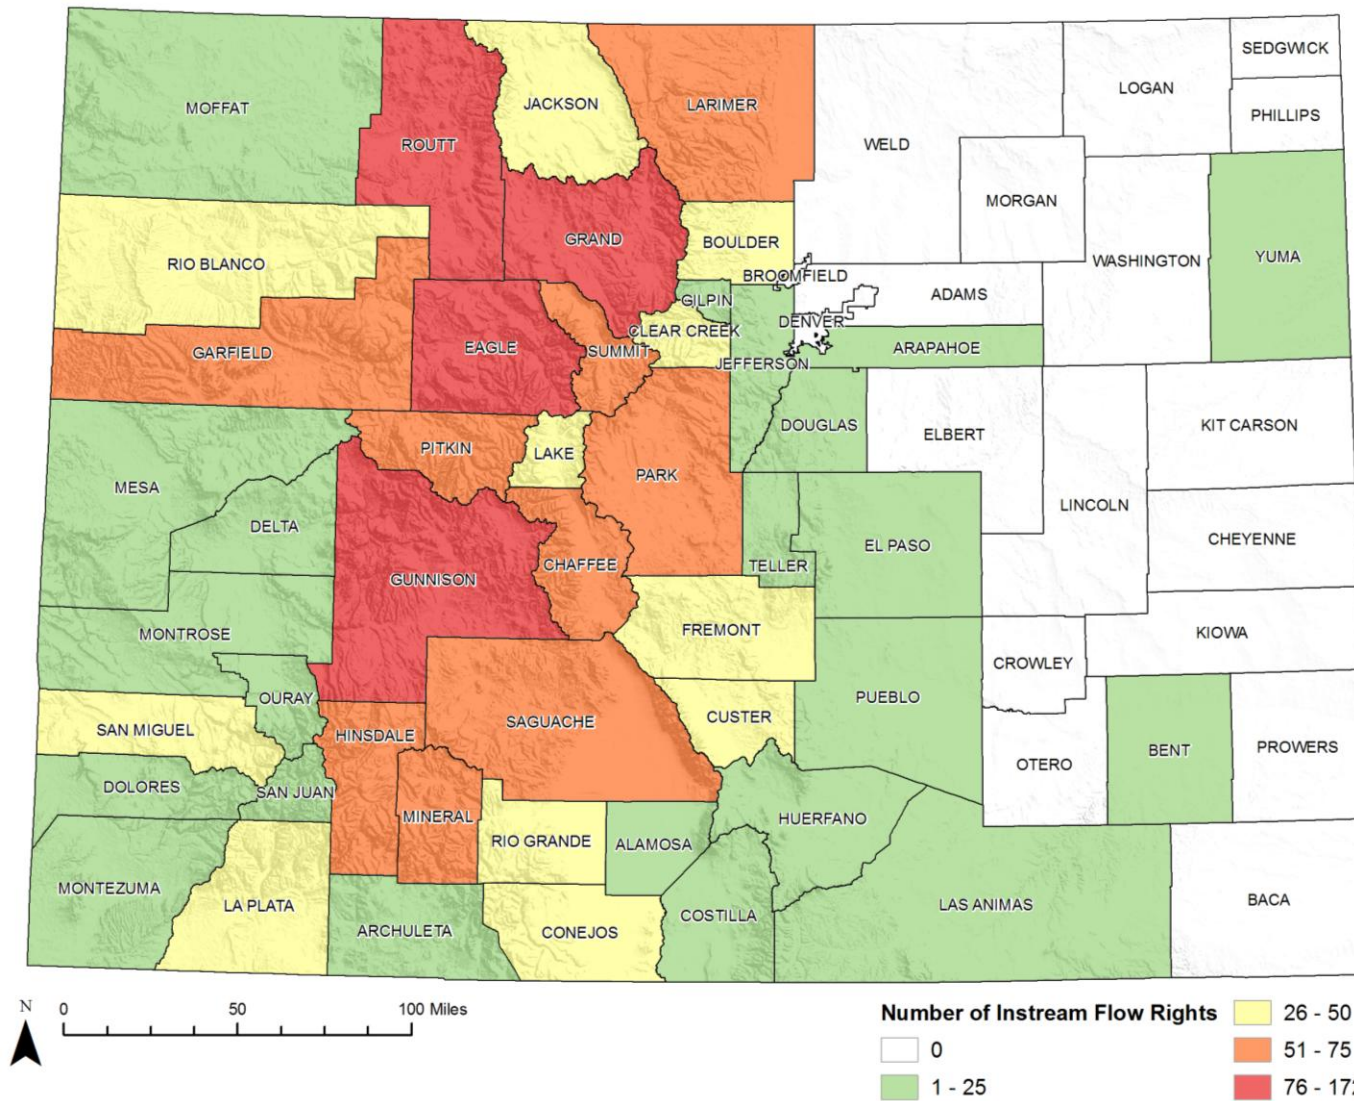 SEDGWICK
LOGAN
JACKSON
LARIMER
MOFFAT
PHILLIPS
ROUTT
WELD
MORGAN
GRAND
BOULDER
RIO BLANCO
WASHINGTON
YUMA
BROOMFIELD
GILPIN
ADAMS
DENVER
CLEAR CREEK
EAGLE
SUMMIT
GARFIELD
ARAPAHOE
JEFFERSON
DOUGLAS
KIT CARSON
ELBERT
PITKIN
LAKE
PARK
MESA
LINCOLN
DELTA
CHEYENNE
EL PASO
CHAFFEE
TELLER
GUNNISON
FREMONT
MONTROSE
KIOWA
CROWLEY
OURAY
PUEBLO
CUSTER
SAGUACHE
SAN MIGUEL
HINSDALE
PROWERS
BENT
OTERO
DOLORES
SAN JUAN
MINERAL
HUERFANO
RIO GRANDE
ALAMOSA
MONTEZUMA
LA PLATA
BACA
LAS ANIMAS
COSTILLA
ARCHULETA
CONEJOS
N
0 50 100 Miles
Number of Instream Flow Rights
0
1 - 25
26 - 50
51 - 75
76 - 172